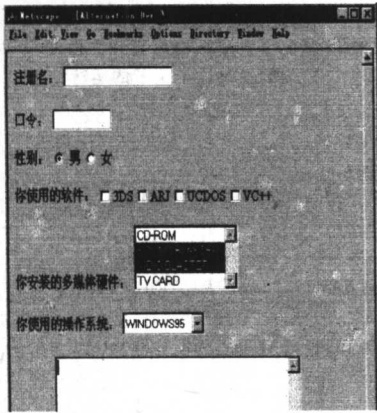 Netscape - [Alternation Ver ]
File Edit View Go Bookmarks Options Directory Window Help
注册名：
口令：
性别： 男 女
你使用的软件： 3DS ARJ UCDOS VC++
CD-ROM
你安装的多媒体硬件： TV CARD
你使用的操作系统： WINDOWS95